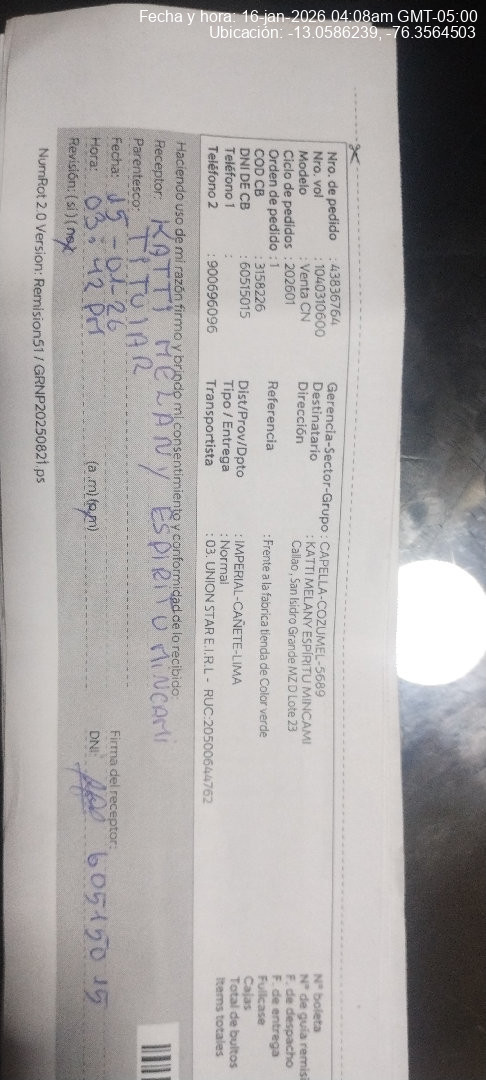 Fecha y hora: 16-jan-2026 04:08am GMT-05:00
Ubicación: -13.0586239, -76.3564503
Nro. de pedido : 43836764
Nro. vol : 1040310600
Modelo : Venta CN
Ciclo de pedidos : 202601
Orden de pedido : 1
COD CB : 3158226
DNI DE CB : 60515015
Teléfono 1 :
Teléfono 2 : 900696096
Gerencia-Sector-Grupo : CAPELLA-COZUMEL-5689
Destinatario : KATTI MELANY ESPÍRITU MINCAMI
Dirección Callao , San Isidro Grande MZ D Lote 23
Referencia : Frente a la fabrica tienda de Color verde
Dist/Prov/Dpto : IMPERIAL-CAÑETE-LIMA
Tipo / Entrega : Normal
Transportista : 03. UNION STAR E.I.R.L - RUC:20500644762
N° boleta
N° de guia remisi
F. de despacho
F. de entrega
Fullcase
Cajas
Total de bultos
Items totales
Haciendo uso de mi razón firmo y brindo mi consentimiento y conformidad de lo recibido:
Receptor: KATTI MELANY ESPIRITU MINCAMI
Parentesco: TITULAR
Fecha: 15-01-26
Hora: 03:42 PM (a.m) (p.m)
Revisión: (si) (no)
Firma del receptor:
DNI: 60515015
NumRot 2.0 Version: Remision51 / GRNP20250821.ps